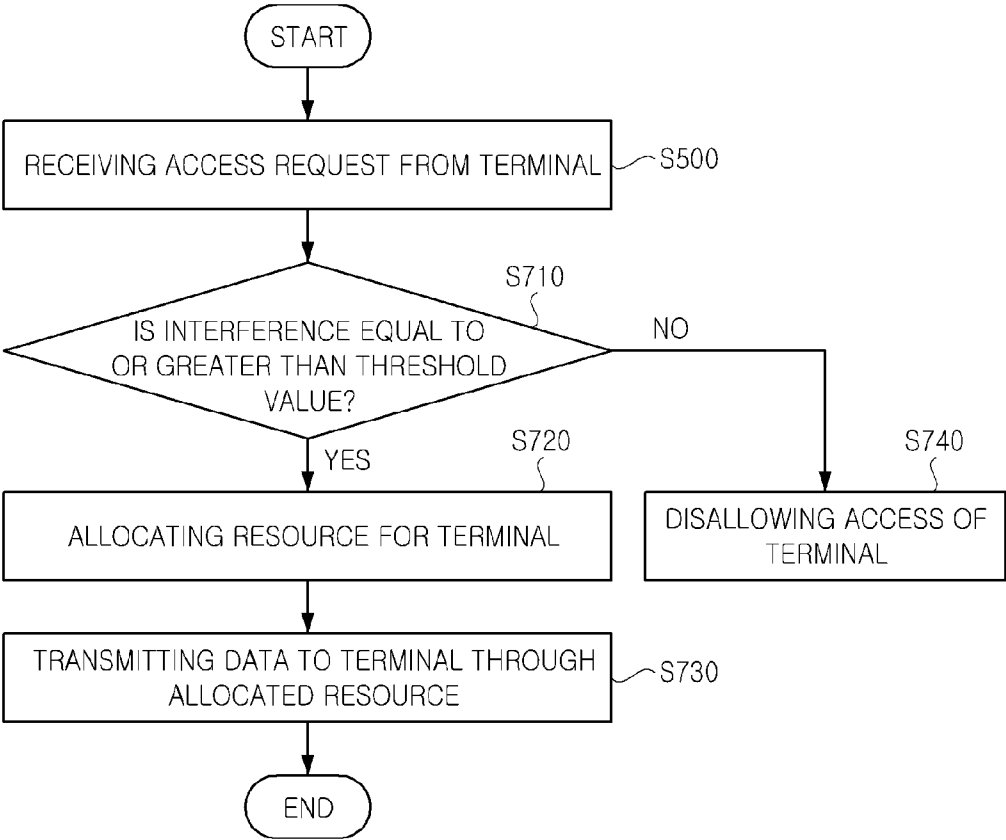 START
RECEIVING ACCESS REQUEST FROM TERMINAL
S500
S710
IS INTERFERENCE EQUAL TO
OR GREATER THAN THRESHOLD
VALUE?
NO
YES
S720
S740
ALLOCATING RESOURCE FOR TERMINAL
DISALLOWING ACCESS OF
TERMINAL
TRANSMITTING DATA TO TERMINAL THROUGH
ALLOCATED RESOURCE
S730
END